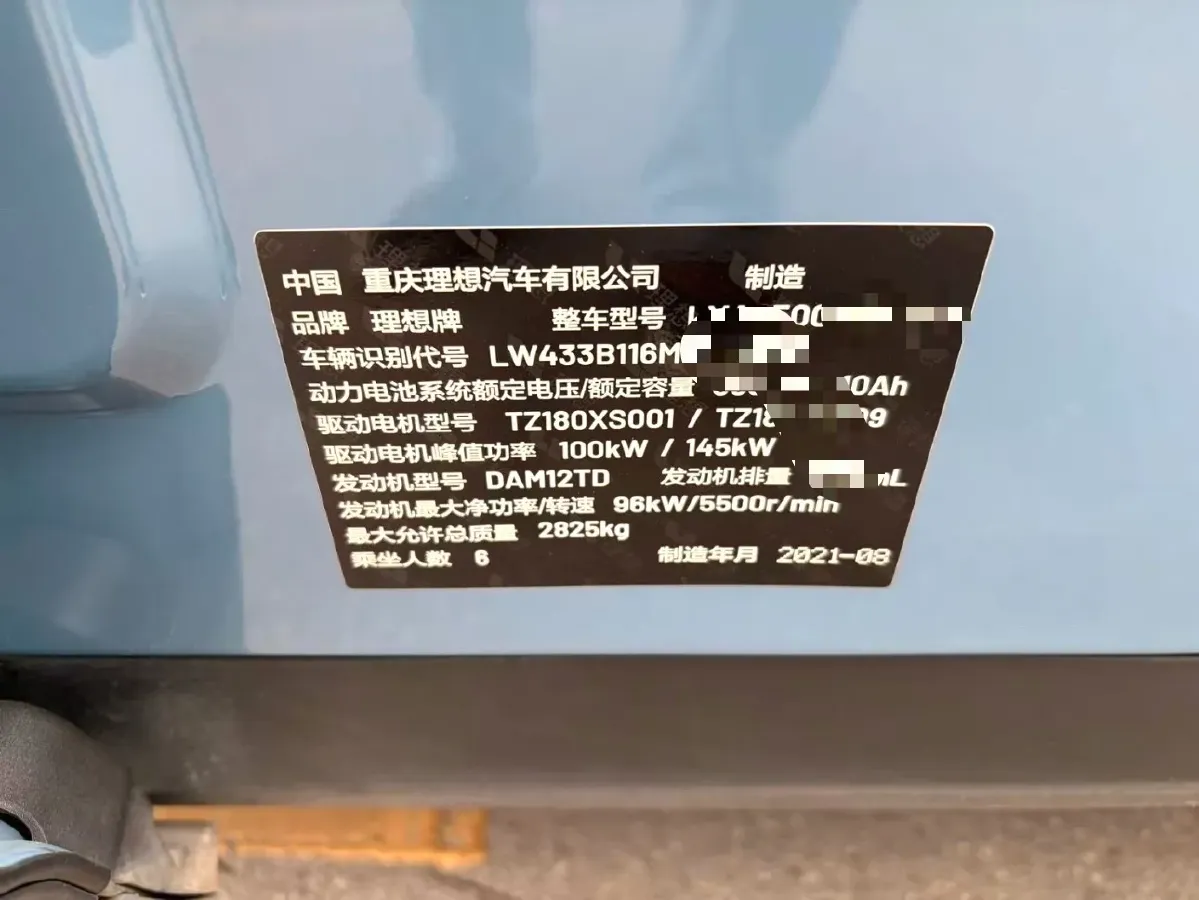 中国 重庆理想汽车有限公司 制造
品牌 理想牌 整车型号
车辆识别代号 LW433B116M
动力电池系统额定电压/额定容量 0Ah
驱动电机型号 TZ180XS001 / TZ18 9
驱动电机峰值功率 100kW / 145kW
发动机型号 DAM12TD 发动机排量 mL
发动机最大净功率/转速 96kW/5500r/min
最大允许总质量 2825kg
乘坐人数 6 制造年月 2021-08